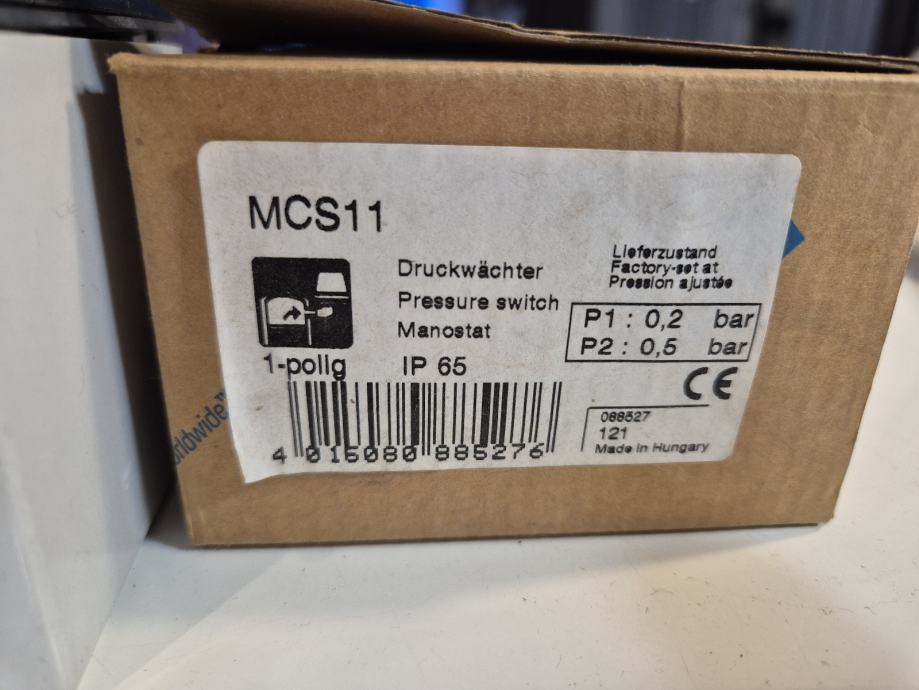 MCS11
Druckwächter
Pressure switch
Manostat
1-polig IP 65
Lieferzustand
Factory-set at
Pression ajustée
P1 : 0,2 bar
P2 : 0,5 bar
CE
088527
121
Made in Hungary
4 015080 885276